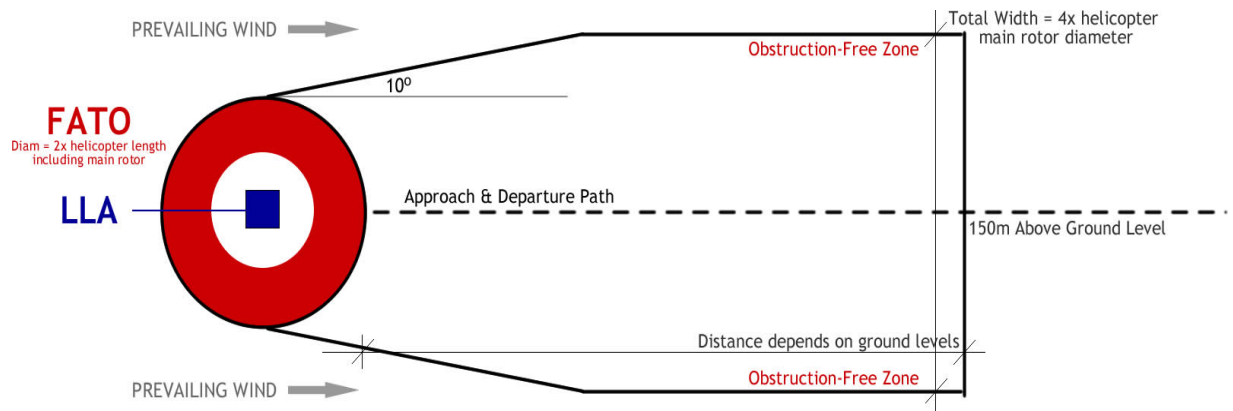 PREVAILING WIND
Total Width = 4x helicopter
main rotor diameter
Obstruction-Free Zone
10º
FATO
Diam = 2x helicopter length
including main rotor
LLA
Approach & Departure Path
150m Above Ground Level
Distance depends on ground levels
Obstruction-Free Zone
PREVAILING WIND